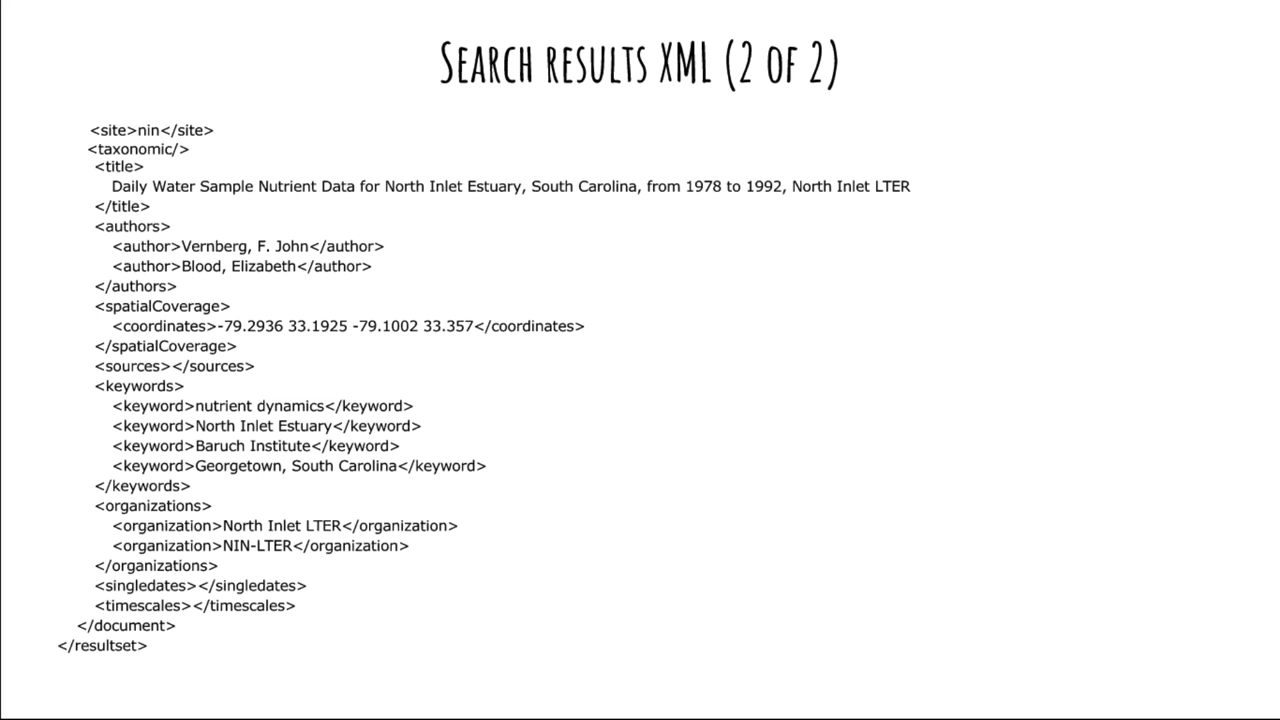 Search results XML (2 of 2)
<site>nin</site>
<taxonomic/>
<title>
Daily Water Sample Nutrient Data for North Inlet Estuary, South Carolina, from 1978 to 1992, North Inlet LTER
</title>
<authors>
<author>Vernberg, F. John</author>
<author>Blood, Elizabeth</author>
</authors>
<spatialCoverage>
<coordinates>-79.2936 33.1925 -79.1002 33.357</coordinates>
</spatialCoverage>
<sources></sources>
<keywords>
<keyword>nutrient dynamics</keyword>
<keyword>North Inlet Estuary</keyword>
<keyword>Baruch Institute</keyword>
<keyword>Georgetown, South Carolina</keyword>
</keywords>
<organizations>
<organization>North Inlet LTER</organization>
<organization>NIN-LTER</organization>
</organizations>
<singledates></singledates>
<timescales></timescales>
</document>
</resultset>